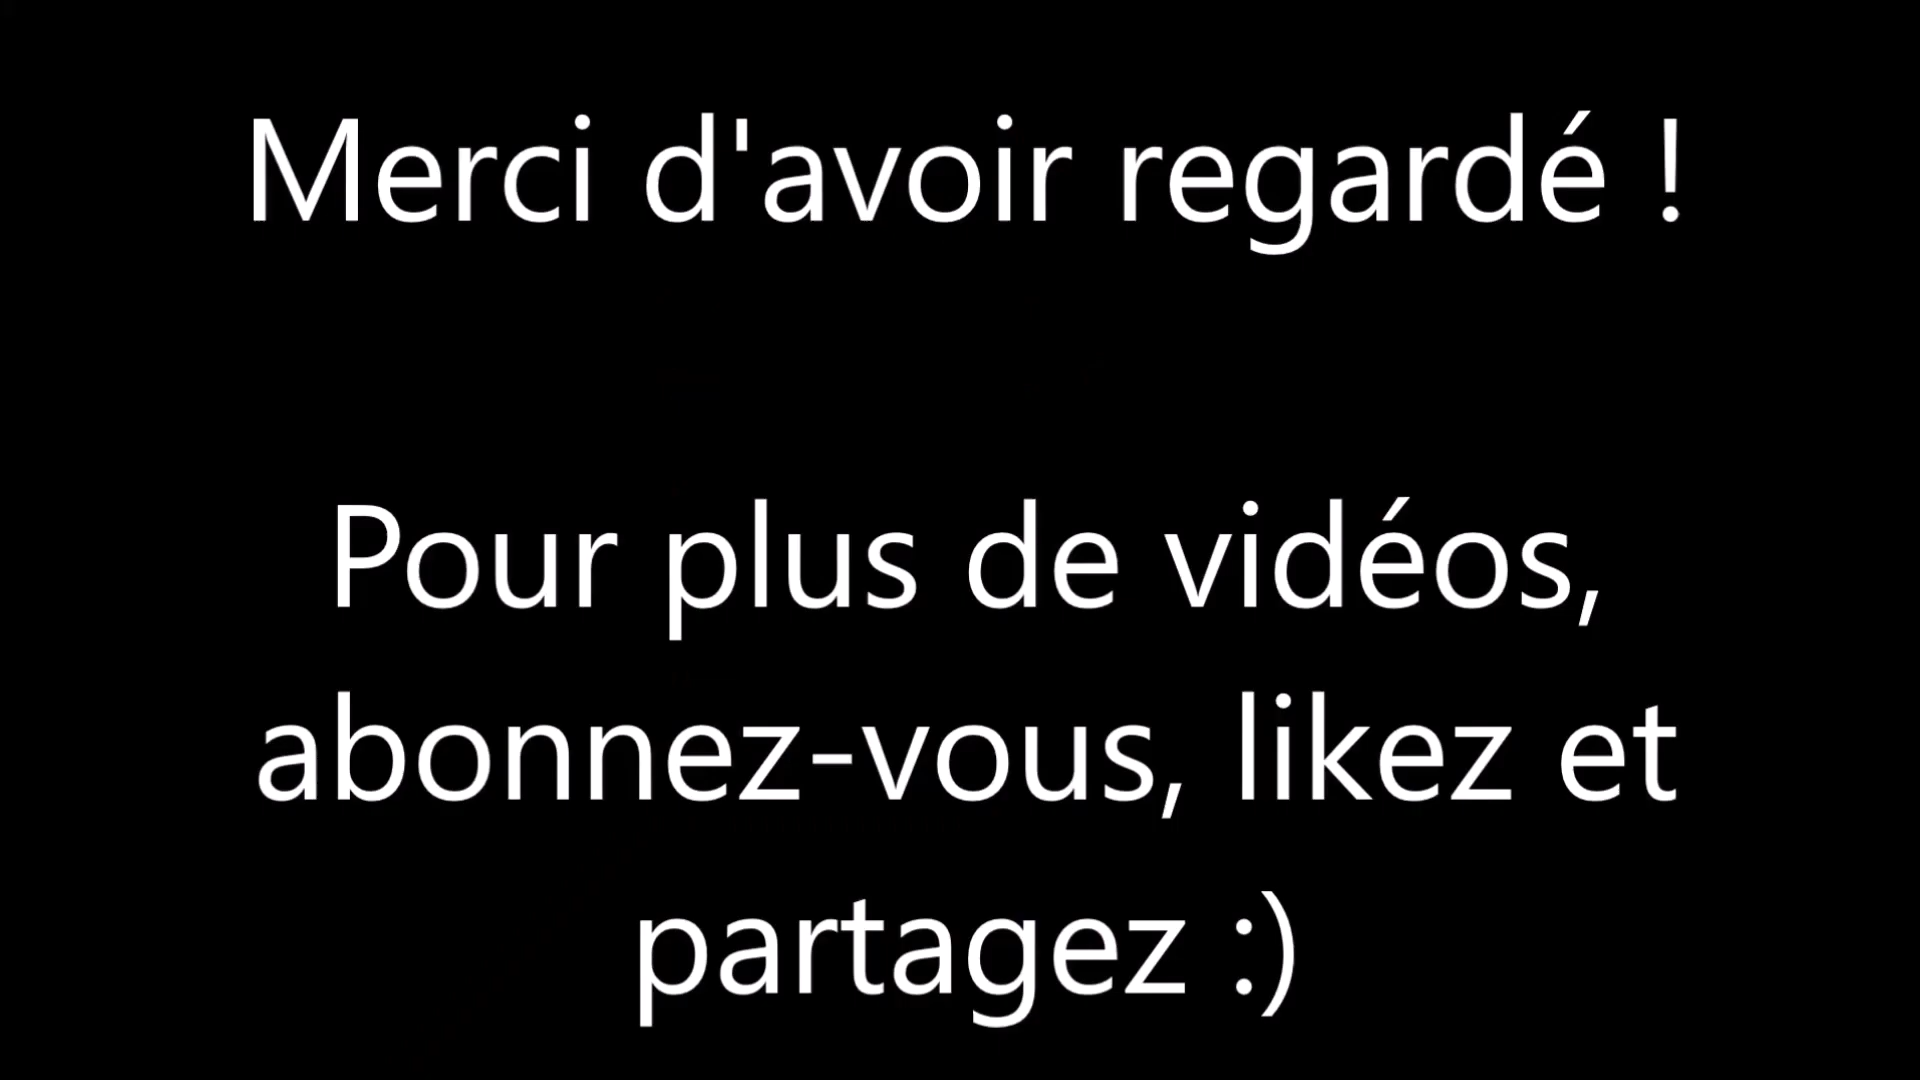 Merci d'avoir regardé !
Pour plus de vidéos,
abonnez-vous, likez et
partagez :)